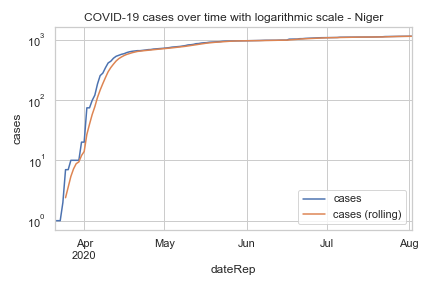 COVID-19 cases over time with logarithmic scale - Niger
cases
10³
10²
10¹
10⁰
cases
cases (rolling)
Apr May Jun Jul Aug
2020
dateRep